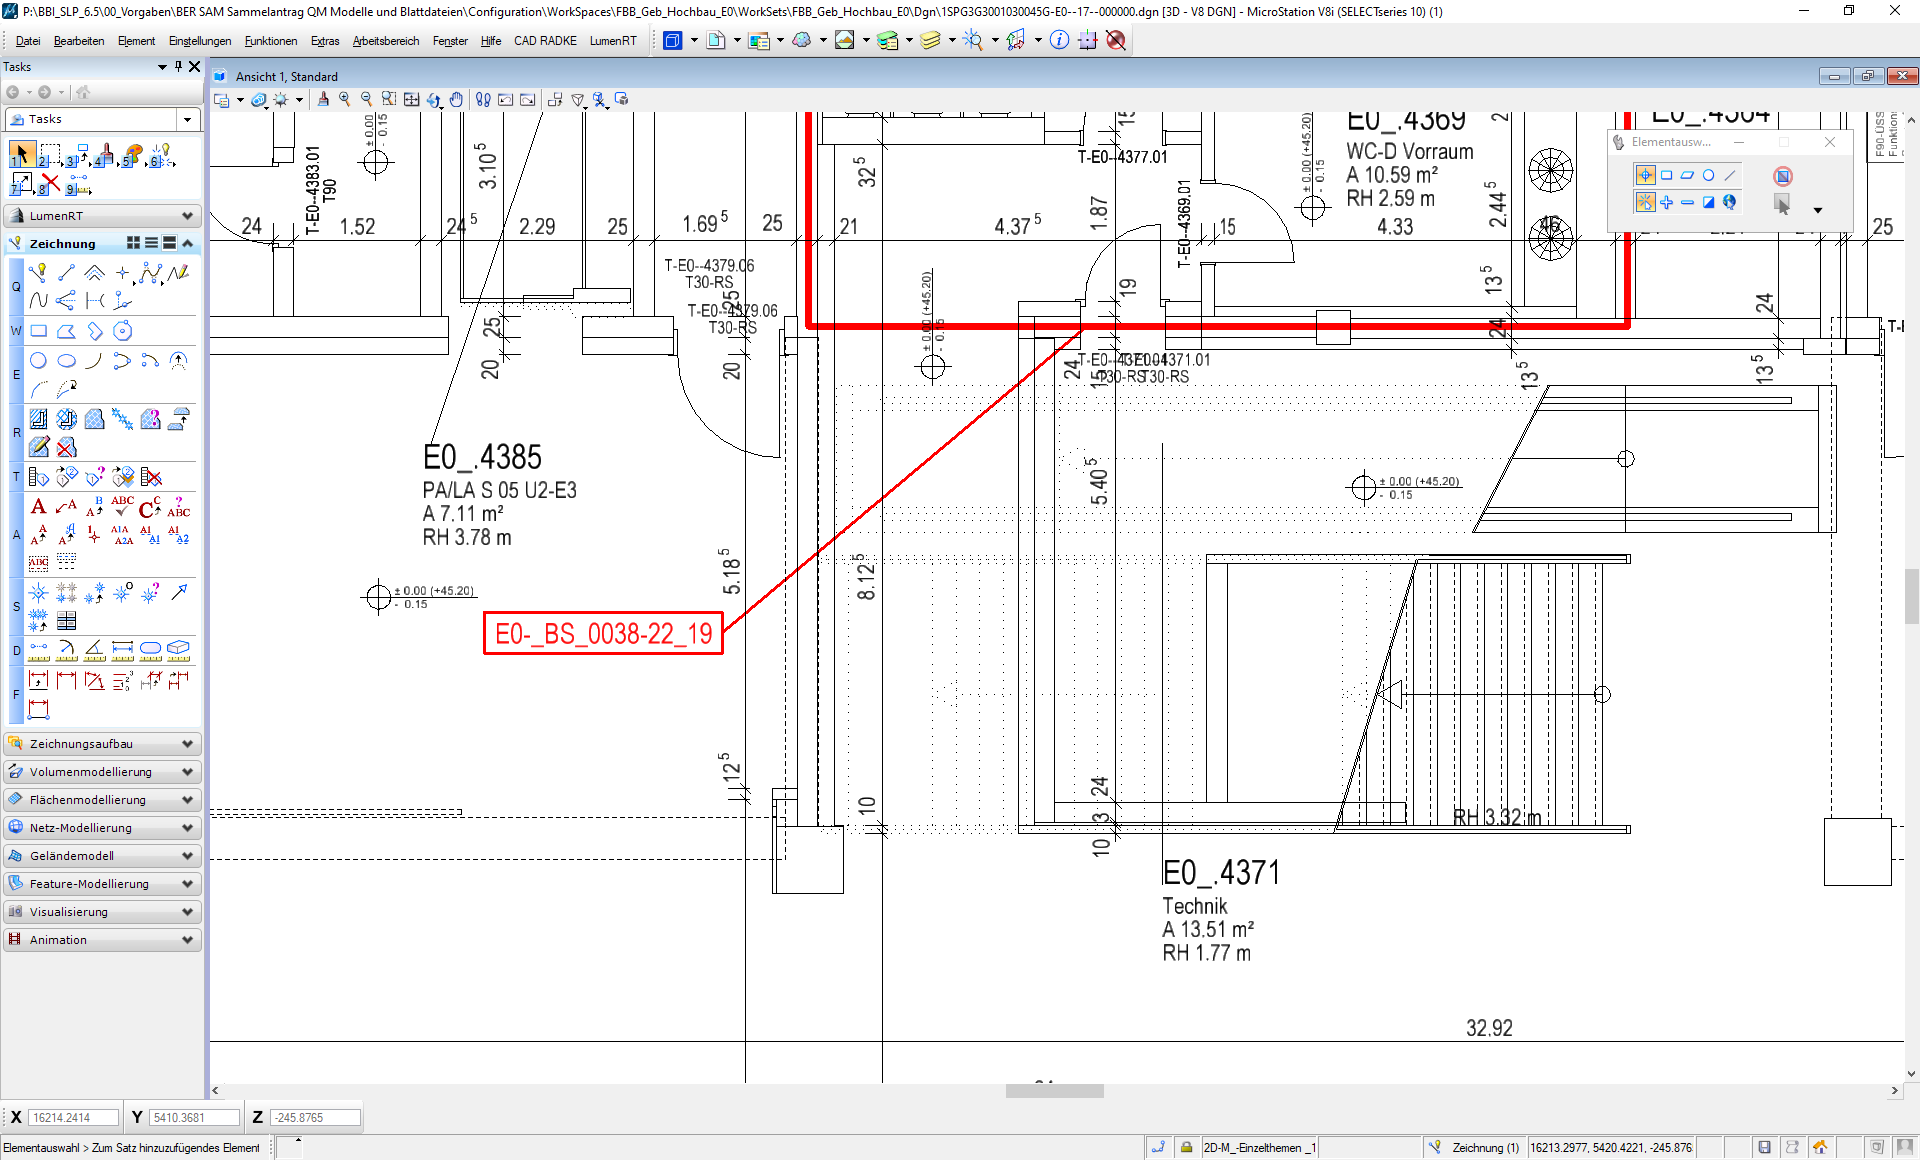 P:\BBI_SLP_6.5\00_Vorgaben\BER SAM Sammelantrag QM Modelle und Blattdateien\Configuration\WorkSpaces\FBB_Geb_Hochbau_E0\WorkSets\FBB_Geb_Hochbau_E0\Dgn\1SPG3G3001030045G-E0--17--000000.dgn [3D - V8 DGN] - MicroStation V8i (SELECTseries 10) (1)
Datei Bearbeiten Element Einstellungen Funktionen Extras Arbeitsbereich Fenster Hilfe CAD RADKE LumenRT
Tasks
Ansicht 1, Standard
Tasks
LumenRT
Zeichnung
Q
W
E
R
T
A
S
D
F
Zeichnungsaufbau
Volumenmodellierung
Flächenmodellierung
Netz-Modellierung
Geländemodell
Feature-Modellierung
Visualisierung
Animation
Elementausw...
E0_.4369
WC-D Vorraum
A 10.59 m²
RH 2.59 m
4.33
E0_.4364
F90-ÜSS
Funktions
T-E0--4383.01
T90
± 0.00
- 0.15
3.10 5
32 5
T-E0--4377.01
T-E0--4369.01
± 0.00 (+45.20)
- 0.15
2.44 5
24
1.52
24 5
2.29
25
1.69 5
25
21
4.37 5
1.87
15
46
25
T-E0--4379.06
T30-RS
T-E0--4379.06
T30-RS
25
20
25
20
± 0.00 (+45.20)
- 0.15
19
13 5
24
24
T-E0--4371.01
T30-RS
24
15
13 5
13 5
E0_.4385
PA/LA S 05 U2-E3
A 7.11 m²
RH 3.78 m
± 0.00 (+45.20)
- 0.15
5.40 5
± 0.00 (+45.20)
- 0.15
5.18 5
8.12 5
E0-_BS_0038-22_19
12 5
10
24
3
10
RH 3.32 m
E0_.4371
Technik
A 13.51 m²
RH 1.77 m
32.92
X 16214.2414 Y 5410.3681 Z -245.8765
Elementauswahl > Zum Satz hinzuzufügendes Element
2D-M_-Einzelthemen _1
Zeichnung (1)
16213.2977, 5420.4221, -245.876